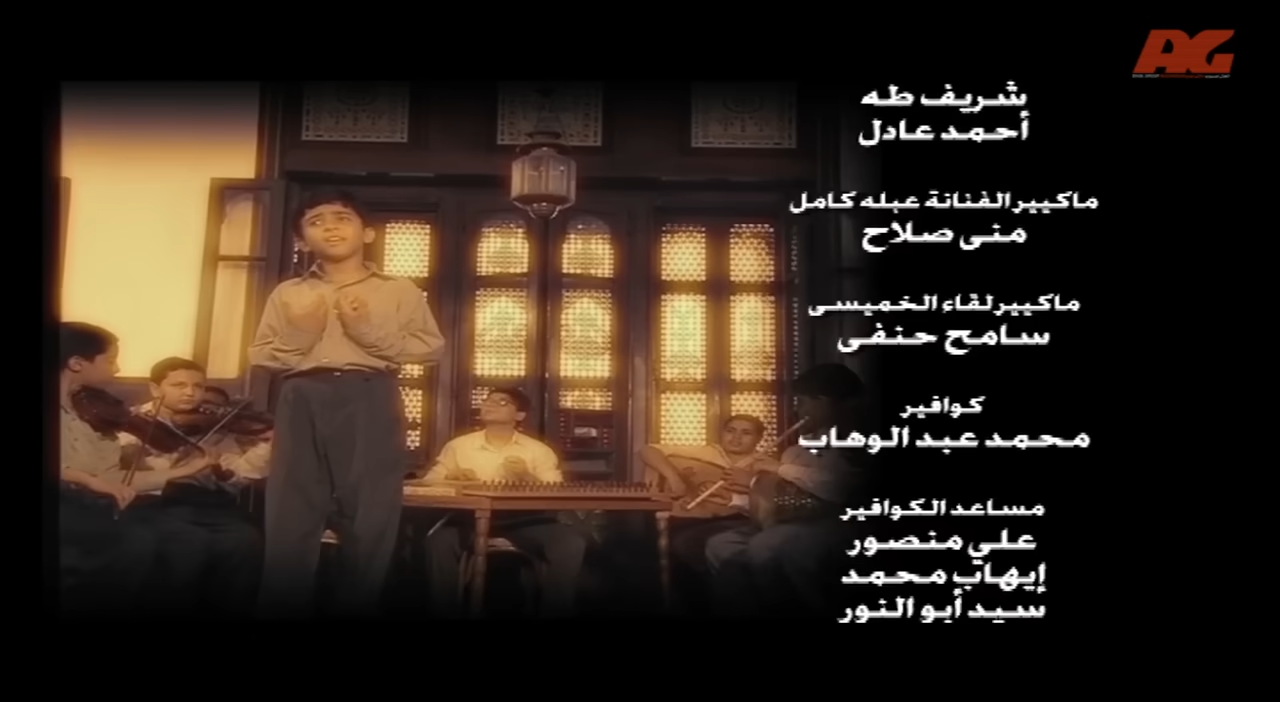 AG
شريف طه
أحمد عادل
ماكيير الفنانة عبله كامل
منى صلاح
ماكيير لقاء الخميسى
سامح حنفى
كوافير
محمد عبد الوهاب
مساعد الكوافير
علي منصور
إيهاب محمد
سيد أبو النور